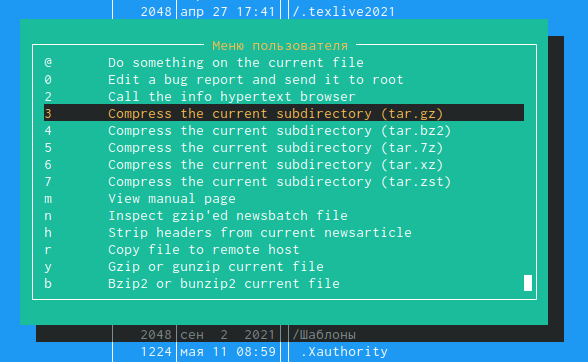 2048 апр 27 17:41 /.texlive2021
Меню пользователя
@ Do something on the current file
0 Edit a bug report and send it to root
2 Call the info hypertext browser
3 Compress the current subdirectory (tar.gz)
4 Compress the current subdirectory (tar.bz2)
5 Compress the current subdirectory (tar.7z)
6 Compress the current subdirectory (tar.xz)
7 Compress the current subdirectory (tar.zst)
m View manual page
n Inspect gzip'ed newsbatch file
h Strip headers from current newsarticle
r Copy file to remote host
y Gzip or gunzip current file
b Bzip2 or bunzip2 current file
2048 сен 2 2021 /Шаблоны
1224 мая 11 08:59 .Xauthority